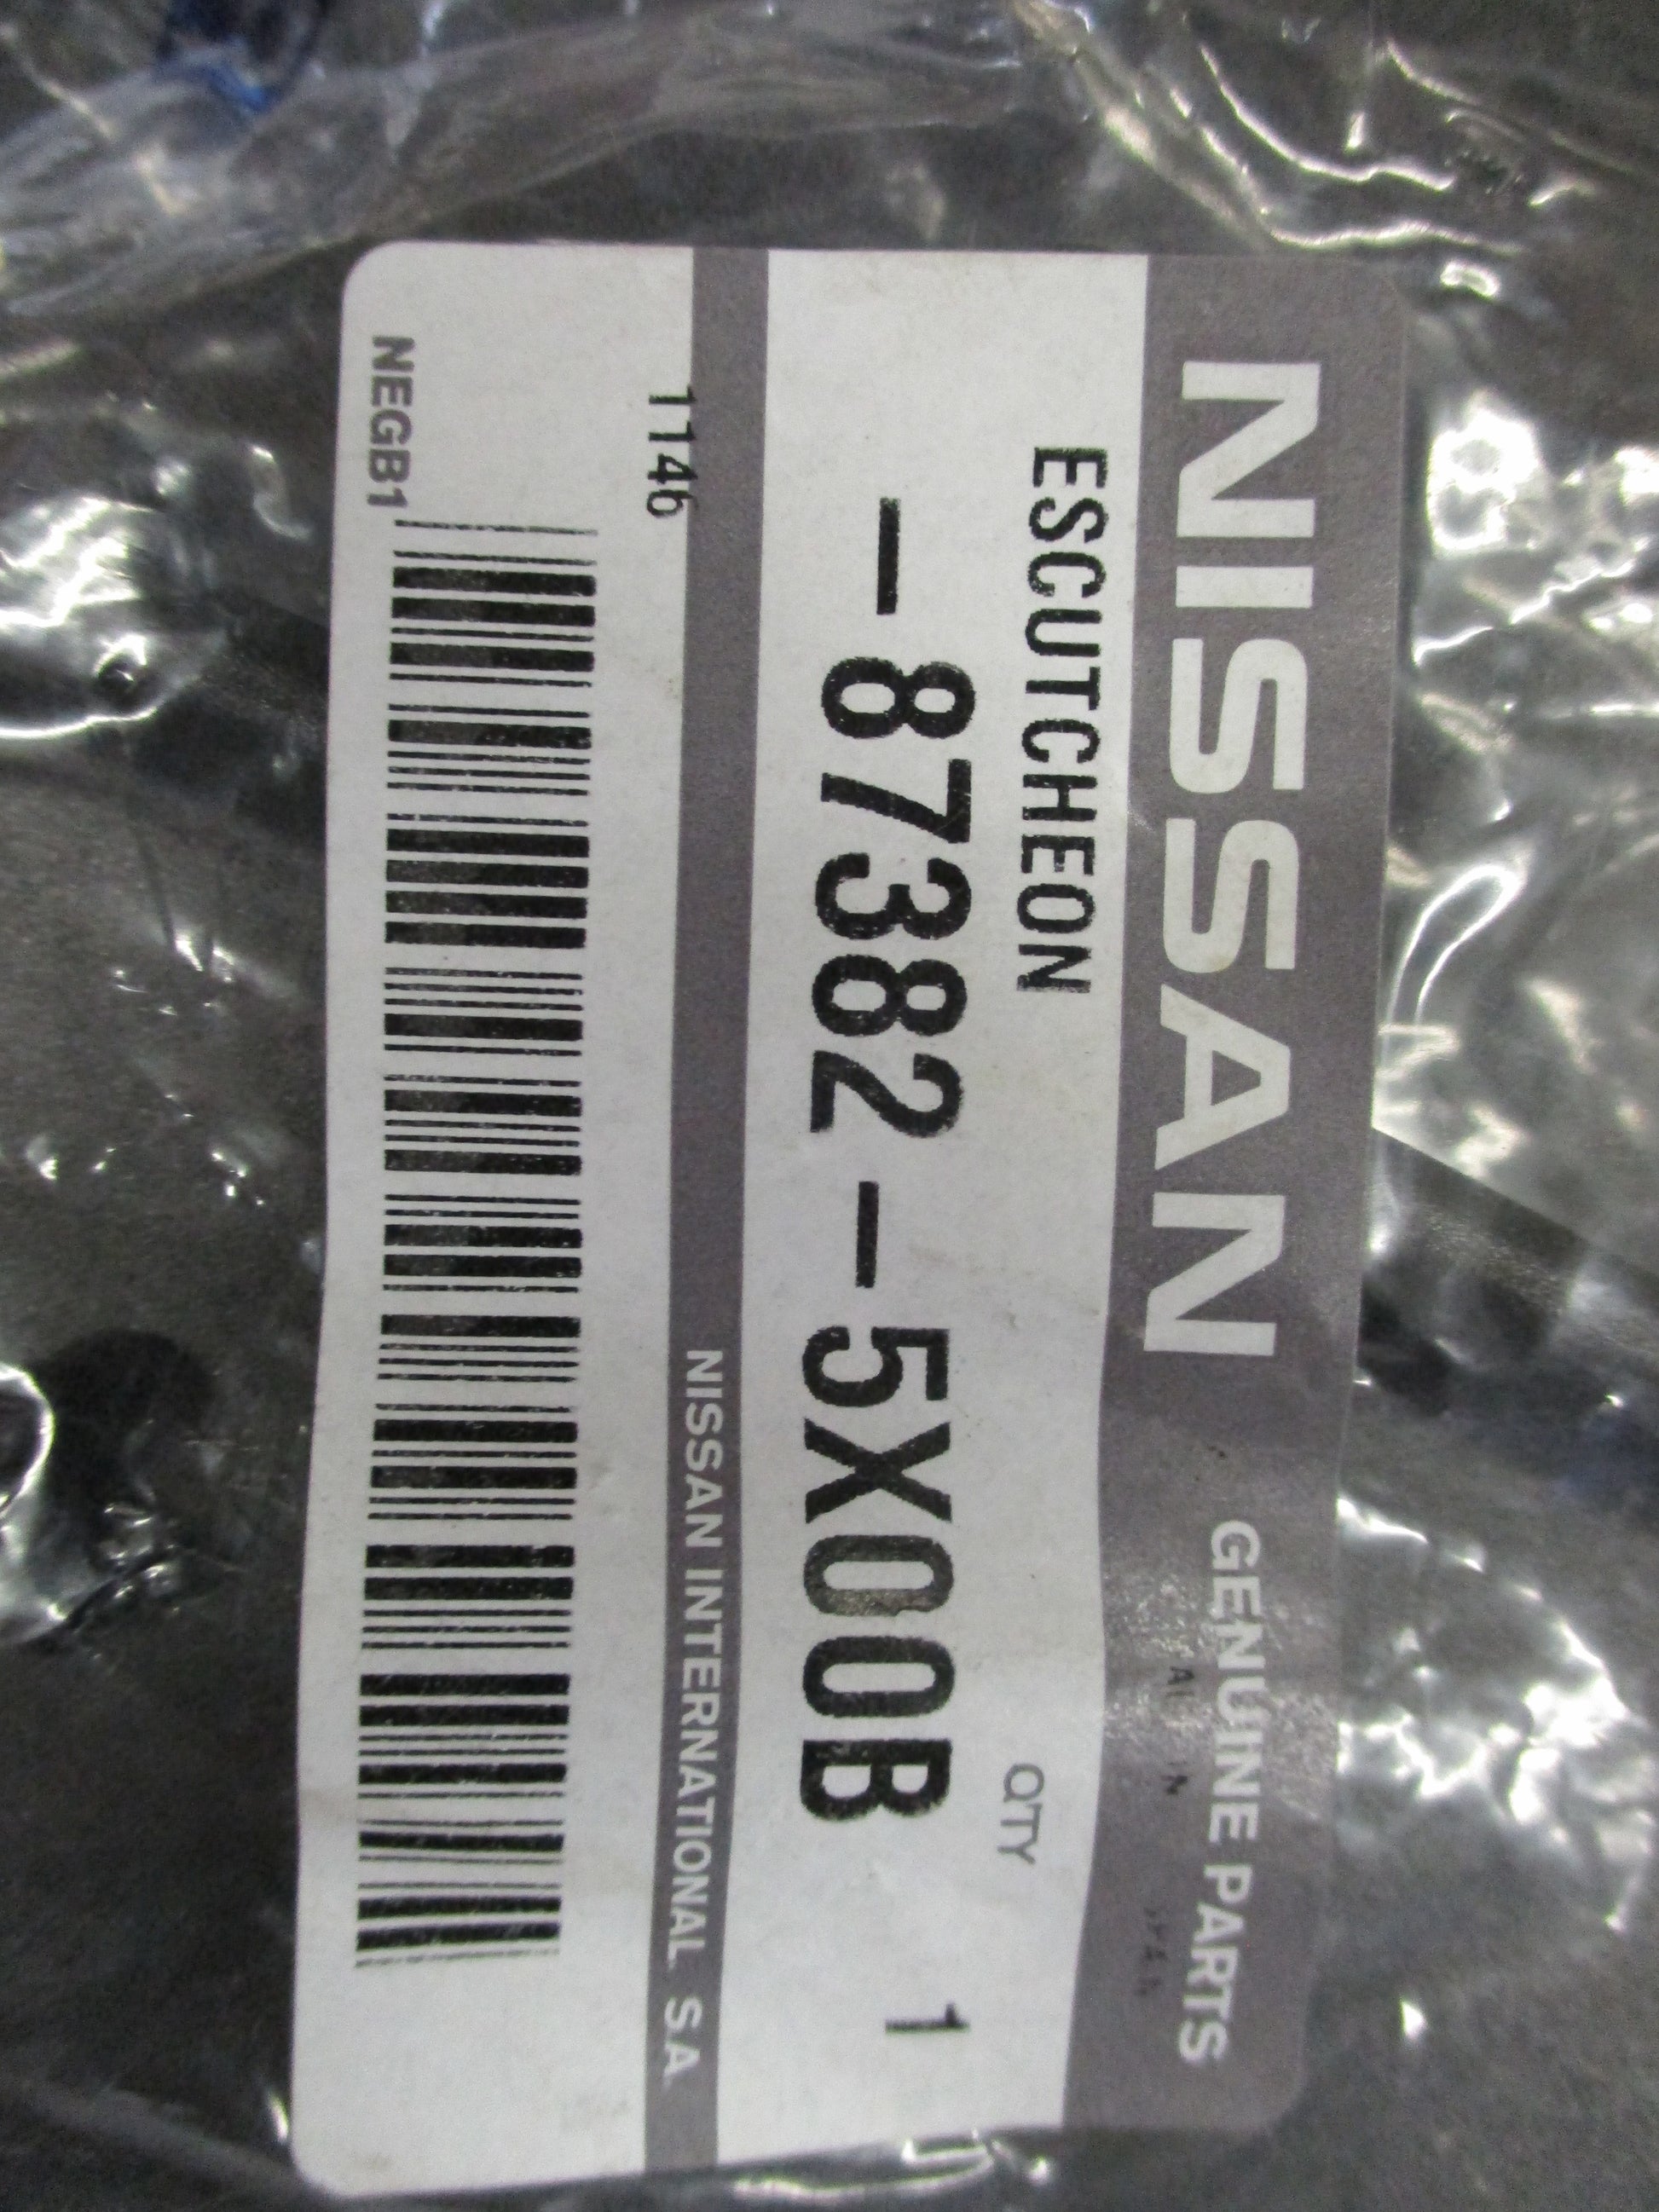 NISSAN GENUINE PARTS
ESCUTCHEON QTY
-87382-5X00B 1
NISSAN INTERNATIONAL S.A
1146
NEGB1